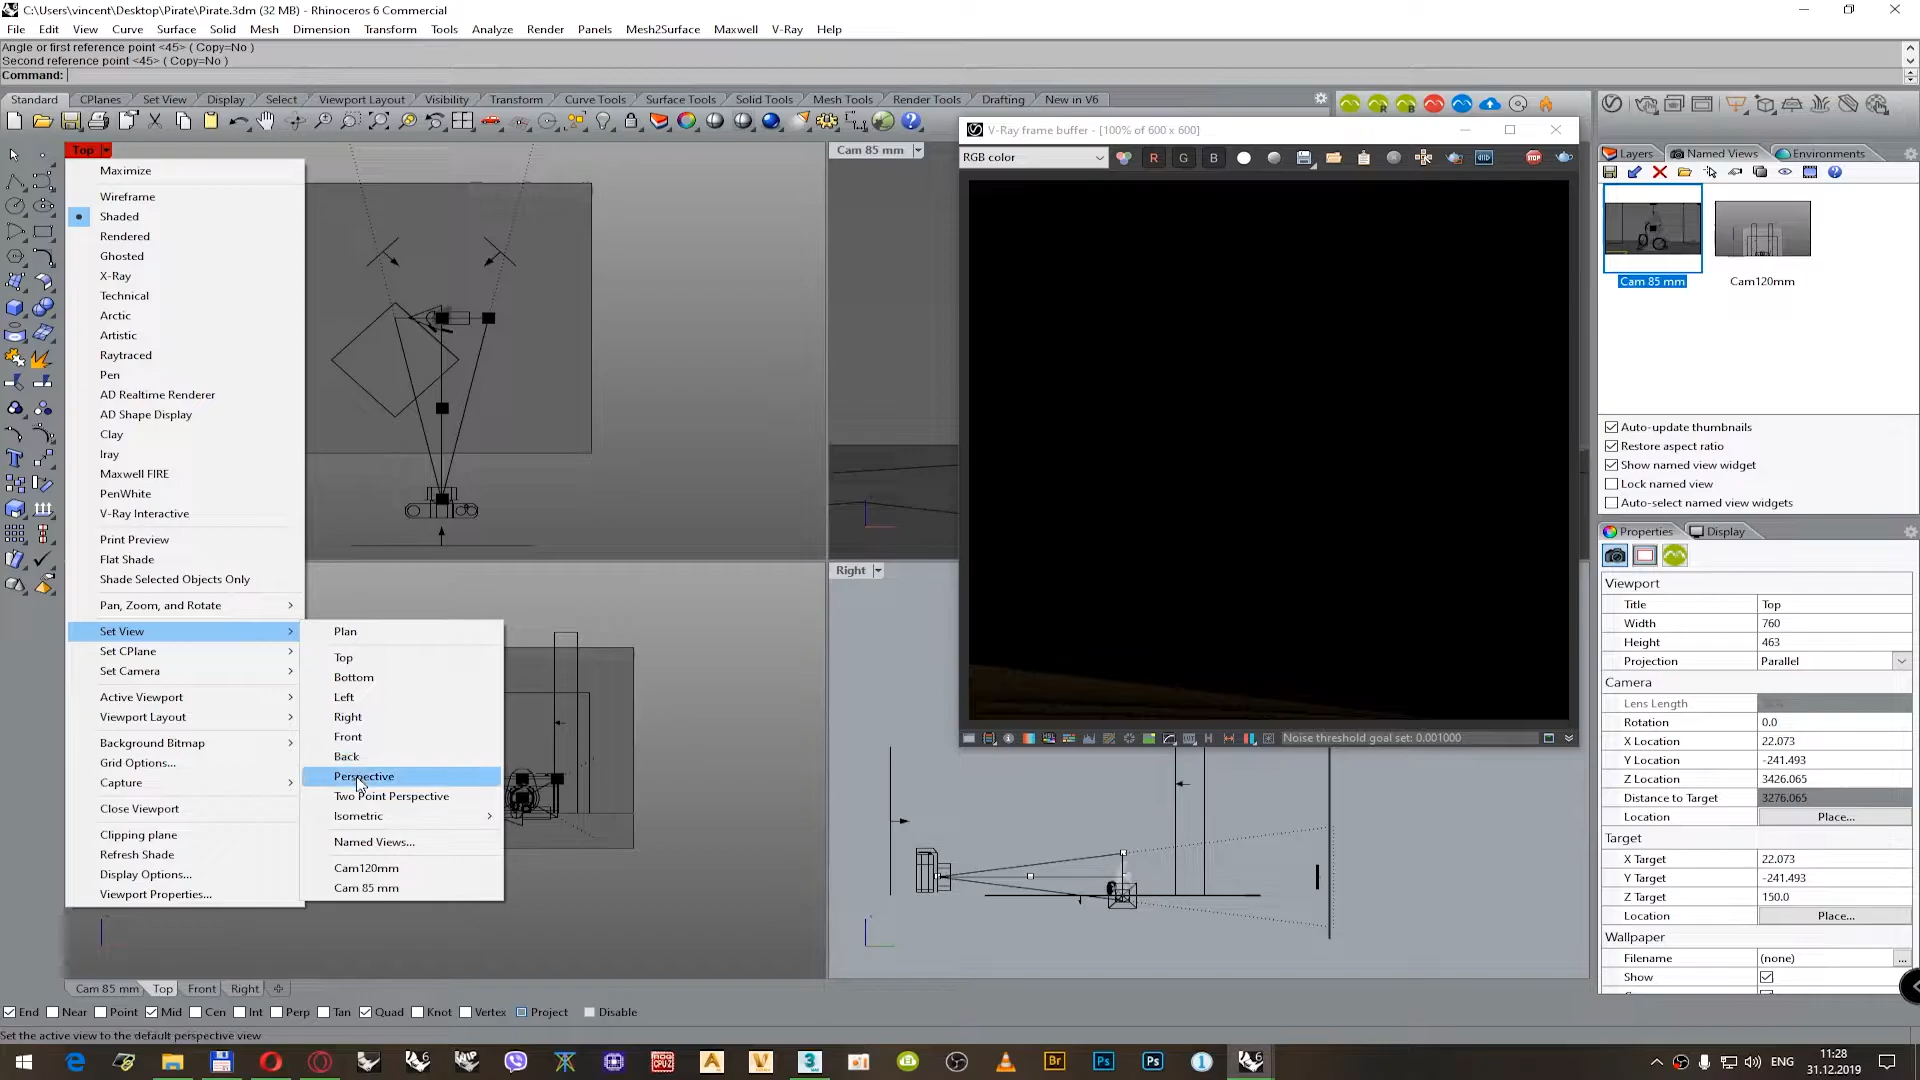 C:\Users\vincent\Desktop\Pirate\Pirate.3dm (32 MB) - Rhinoceros 6 Commercial
File Edit View Curve Surface Solid Mesh Dimension Transform Tools Analyze Render Panels Mesh2Surface Maxwell V-Ray Help
Angle or first reference point <45> ( Copy=No )
Second reference point <45> ( Copy=No )
Command:
Standard CPlanes Set View Display Select Viewport Layout Visibility Transform Curve Tools Surface Tools Solid Tools Mesh Tools Render Tools Drafting New in V6
Top
Maximize
Wireframe
Shaded
Rendered
Ghosted
X-Ray
Technical
Arctic
Artistic
Raytraced
Pen
AD Realtime Renderer
AD Shape Display
Clay
Iray
Maxwell FIRE
PenWhite
V-Ray Interactive
Print Preview
Flat Shade
Shade Selected Objects Only
Pan, Zoom, and Rotate
Set View
Set CPlane
Set Camera
Active Viewport
Viewport Layout
Background Bitmap
Grid Options...
Capture
Close Viewport
Clipping plane
Refresh Shade
Display Options...
Viewport Properties...
Plan
Top
Bottom
Left
Right
Front
Back
Perspective
Two Point Perspective
Isometric
Named Views...
Cam120mm
Cam 85 mm
Cam 85 mm
Right
V-Ray frame buffer - [100% of 600 x 600]
RGB color
R G B
STOP
Noise threshold goal set: 0.001000
Layers Named Views Environments
Cam 85 mm Cam120mm
Auto-update thumbnails
Restore aspect ratio
Show named view widget
Lock named view
Auto-select named view widgets
Properties Display
Viewport
Title Top
Width 760
Height 463
Projection Parallel
Camera
Lens Length
Rotation 0.0
X Location 22.073
Y Location -241.493
Z Location 3426.065
Distance to Target 3276.065
Location Place...
Target
X Target 22.073
Y Target -241.493
Z Target 150.0
Location Place...
Wallpaper
Filename (none) ...
Show
Cam 85 mm Top Front Right
End Near Point Mid Cen Int Perp Tan Quad Knot Vertex Project Disable
Set the active view to the default perspective view
ENG
11:28
31.12.2019